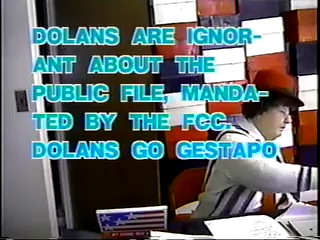 DOLANS ARE IGNOR-
ANT ABOUT THE
PUBLIC FILE, MANDA-
TED BY THE FCC.
DOLANS GO GESTAPO